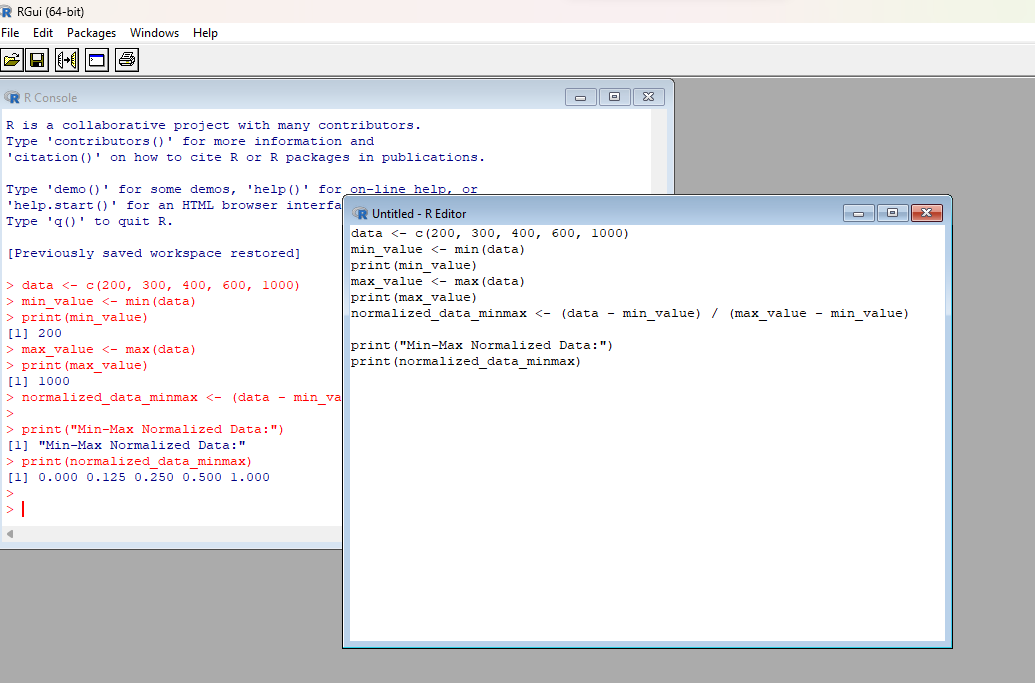 RGui (64-bit)
File Edit Packages Windows Help
R Console
R is a collaborative project with many contributors.
Type 'contributors()' for more information and
'citation()' on how to cite R or R packages in publications.
Type 'demo()' for some demos, 'help()' for on-line help, or
'help.start()' for an HTML browser interfa
Type 'q()' to quit R.
[Previously saved workspace restored]
> data <- c(200, 300, 400, 600, 1000)
> min_value <- min(data)
> print(min_value)
[1] 200
> max_value <- max(data)
> print(max_value)
[1] 1000
> normalized_data_minmax <- (data - min_va
>
> print("Min-Max Normalized Data:")
[1] "Min-Max Normalized Data:"
> print(normalized_data_minmax)
[1] 0.000 0.125 0.250 0.500 1.000
>
>
Untitled - R Editor
data <- c(200, 300, 400, 600, 1000)
min_value <- min(data)
print(min_value)
max_value <- max(data)
print(max_value)
normalized_data_minmax <- (data - min_value) / (max_value - min_value)
print("Min-Max Normalized Data:")
print(normalized_data_minmax)